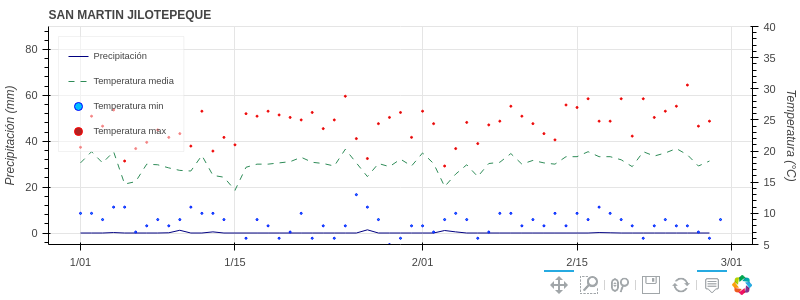 SAN MARTIN JILOTEPEQUE
Precipitación (mm)
80
60
40
20
0
Precipitación
Temperatura media
Temperatura min
Temperatura max
40
35
30
25
20
15
10
5
Temperatura (°C)
1/01
1/15
2/01
2/15
3/01